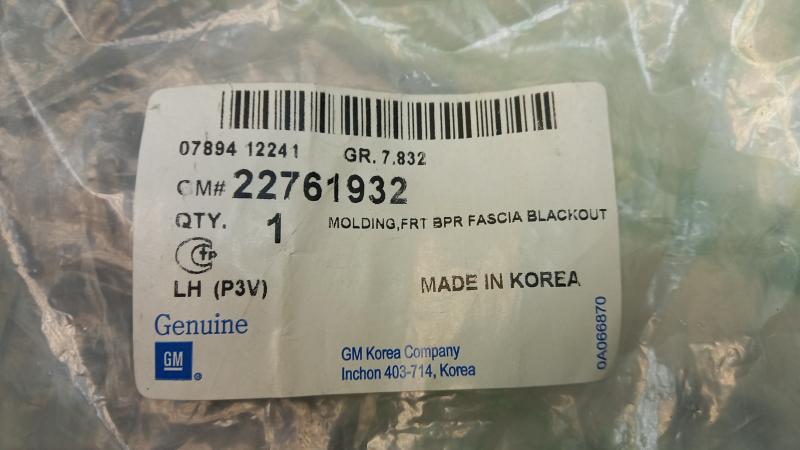 07894 12241 GR. 7.832
GM# 22761932
QTY. 1 MOLDING,FRT BPR FASCIA BLACKOUT
LH (P3V) MADE IN KOREA
Genuine
GM
GM Korea Company
Inchon 403-714, Korea
0A066870